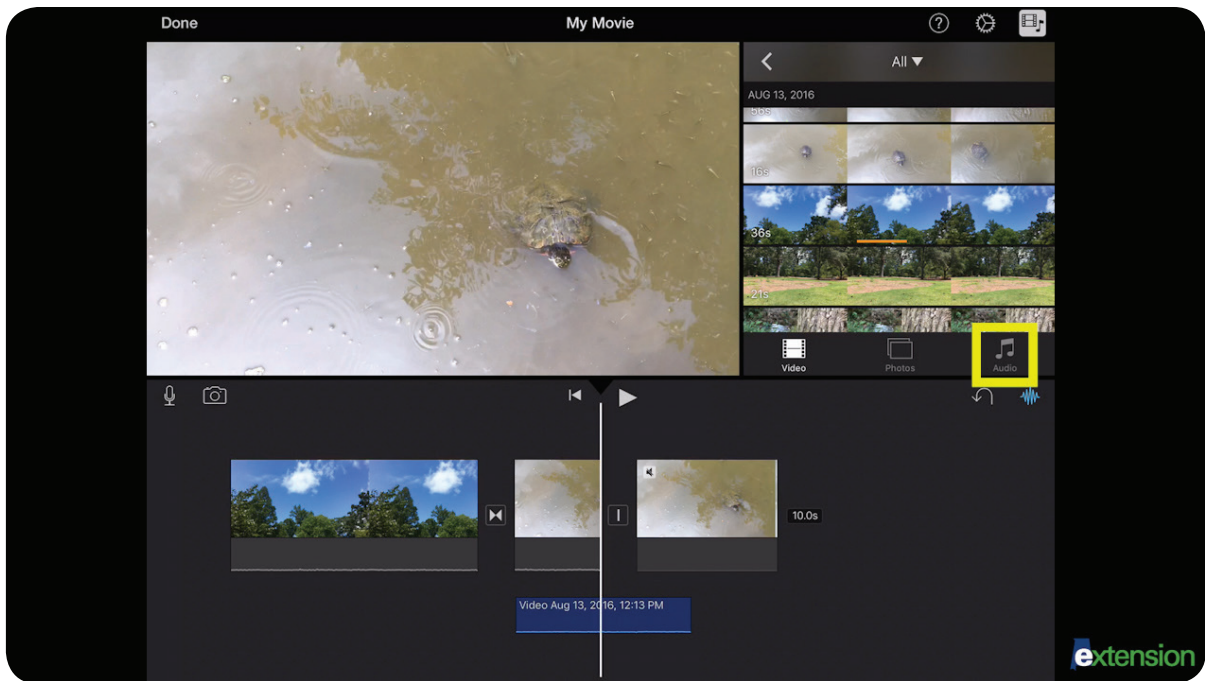 Done
My Movie
?
All ▼
AUG 13, 2016
56s
16s
36s
21s
Video
Photos
Audio
10.0s
Video Aug 13, 2016, 12:13 PM
extension